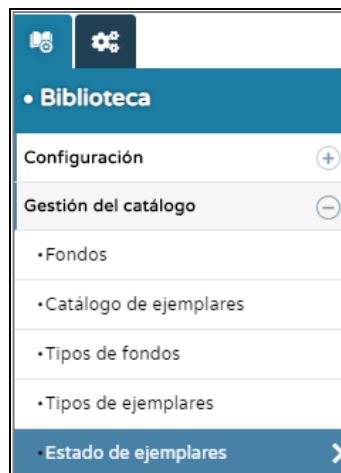 • Biblioteca
Configuración
Gestión del catálogo
•Fondos
•Catálogo de ejemplares
•Tipos de fondos
•Tipos de ejemplares
•Estado de ejemplares